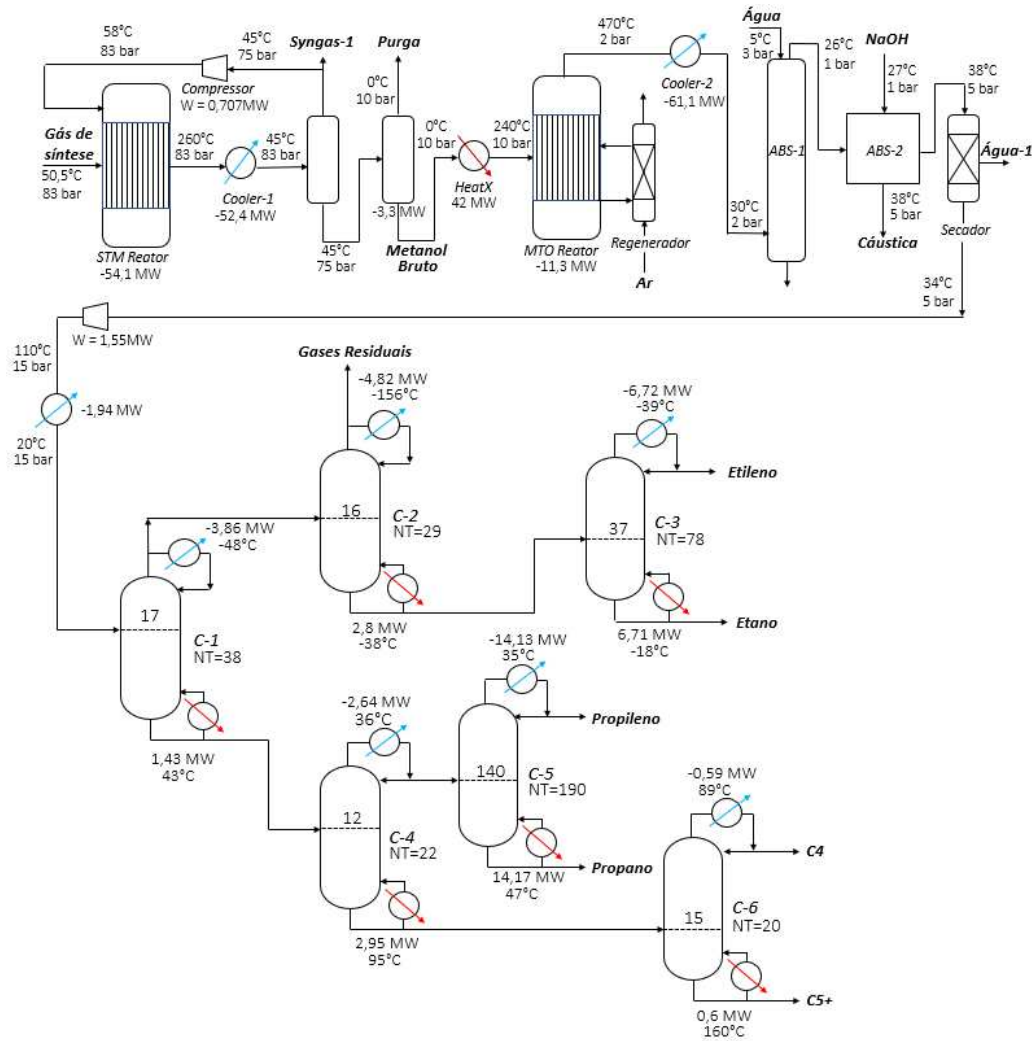 58°C
83 bar
45°C
75 bar
Syngas-1
Purga
0°C
10 bar
470°C
2 bar
Água
5°C
3 bar
26°C
1 bar
NaOH
27°C
1 bar
38°C
5 bar
Compressor
W = 0,707MW
Cooler-2
-61,1 MW
Gás de
síntese
50,5°C
83 bar
260°C
83 bar
45°C
83 bar
0°C
10 bar
240°C
10 bar
ABS-1
ABS-2
Água-1
Cooler-1
-52,4 MW
-3,3 MW
HeatX
42 MW
30°C
2 bar
38°C
5 bar
Secador
STM Reator
-54,1 MW
45°C
75 bar
Metanol
Bruto
MTO Reator
-11,3 MW
Regenerador
Ar
Cáustica
34°C
5 bar
W = 1,55MW
110°C
15 bar
-1,94 MW
20°C
15 bar
Gases Residuais
-4,82 MW
-156°C
-6,72 MW
-39°C
Etileno
16
C-2
NT=29
37
C-3
NT=78
-3,86 MW
-48°C
2,8 MW
-38°C
6,71 MW
-18°C
Etano
17
C-1
NT=38
-14,13 MW
35°C
-2,64 MW
36°C
Propileno
1,43 MW
43°C
140
C-5
NT=190
-0,59 MW
89°C
12
C-4
NT=22
14,17 MW
47°C
Propano
C4
2,95 MW
95°C
15
C-6
NT=20
0,6 MW
160°C
C5+